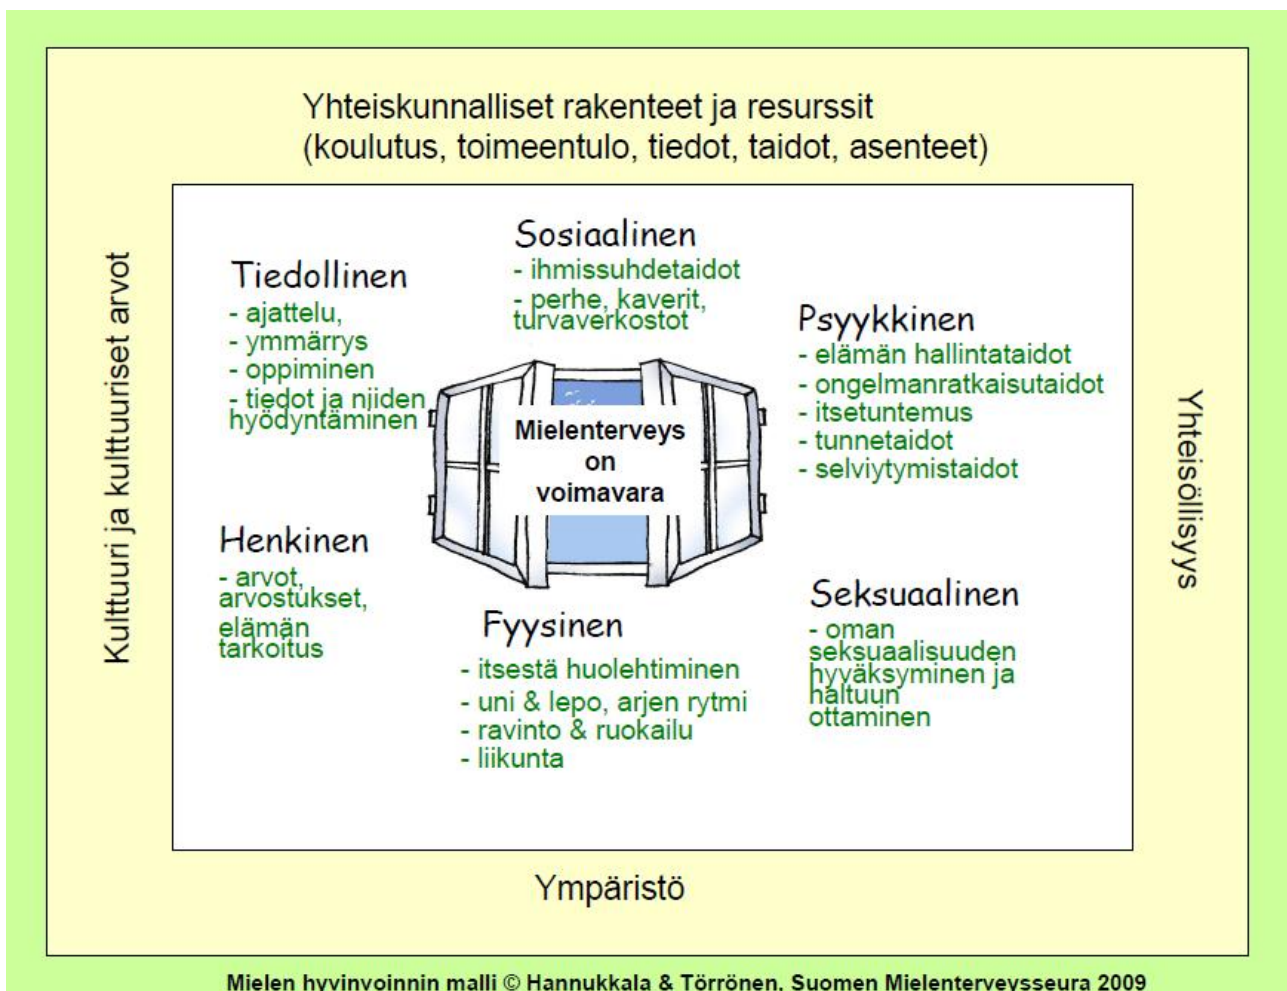 Yhteiskunnalliset rakenteet ja resurssit
(koulutus, toimeentulo, tiedot, taidot, asenteet)
Kulttuuri ja kulttuuriset arvot
Tiedollinen
- ajattelu,
- ymmärrys
- oppiminen
- tiedot ja niiden
hyödyntäminen
Sosiaalinen
- ihmissuhdetaidot
- perhe, kaverit,
turvaverkostot
Psyykkinen
- elämän hallintataidot
- ongelmanratkaisutaidot
- itsetuntemus
- tunnetaidot
- selviytymistaidot
Mielenterveys
on
voimavara
Henkinen
- arvot,
arvostukset,
elämän
tarkoitus
Fyysinen
- itsestä huolehtiminen
- uni & lepo, arjen rytmi
- ravinto & ruokailu
- liikunta
Seksuaalinen
- oman
seksuaalisuuden
hyväksyminen ja
haltuun
ottaminen
Yhteisöllisyys
Ympäristö
Mielen hyvinvoinnin malli © Hannukkala & Törrönen, Suomen Mielenterveysseura 2009